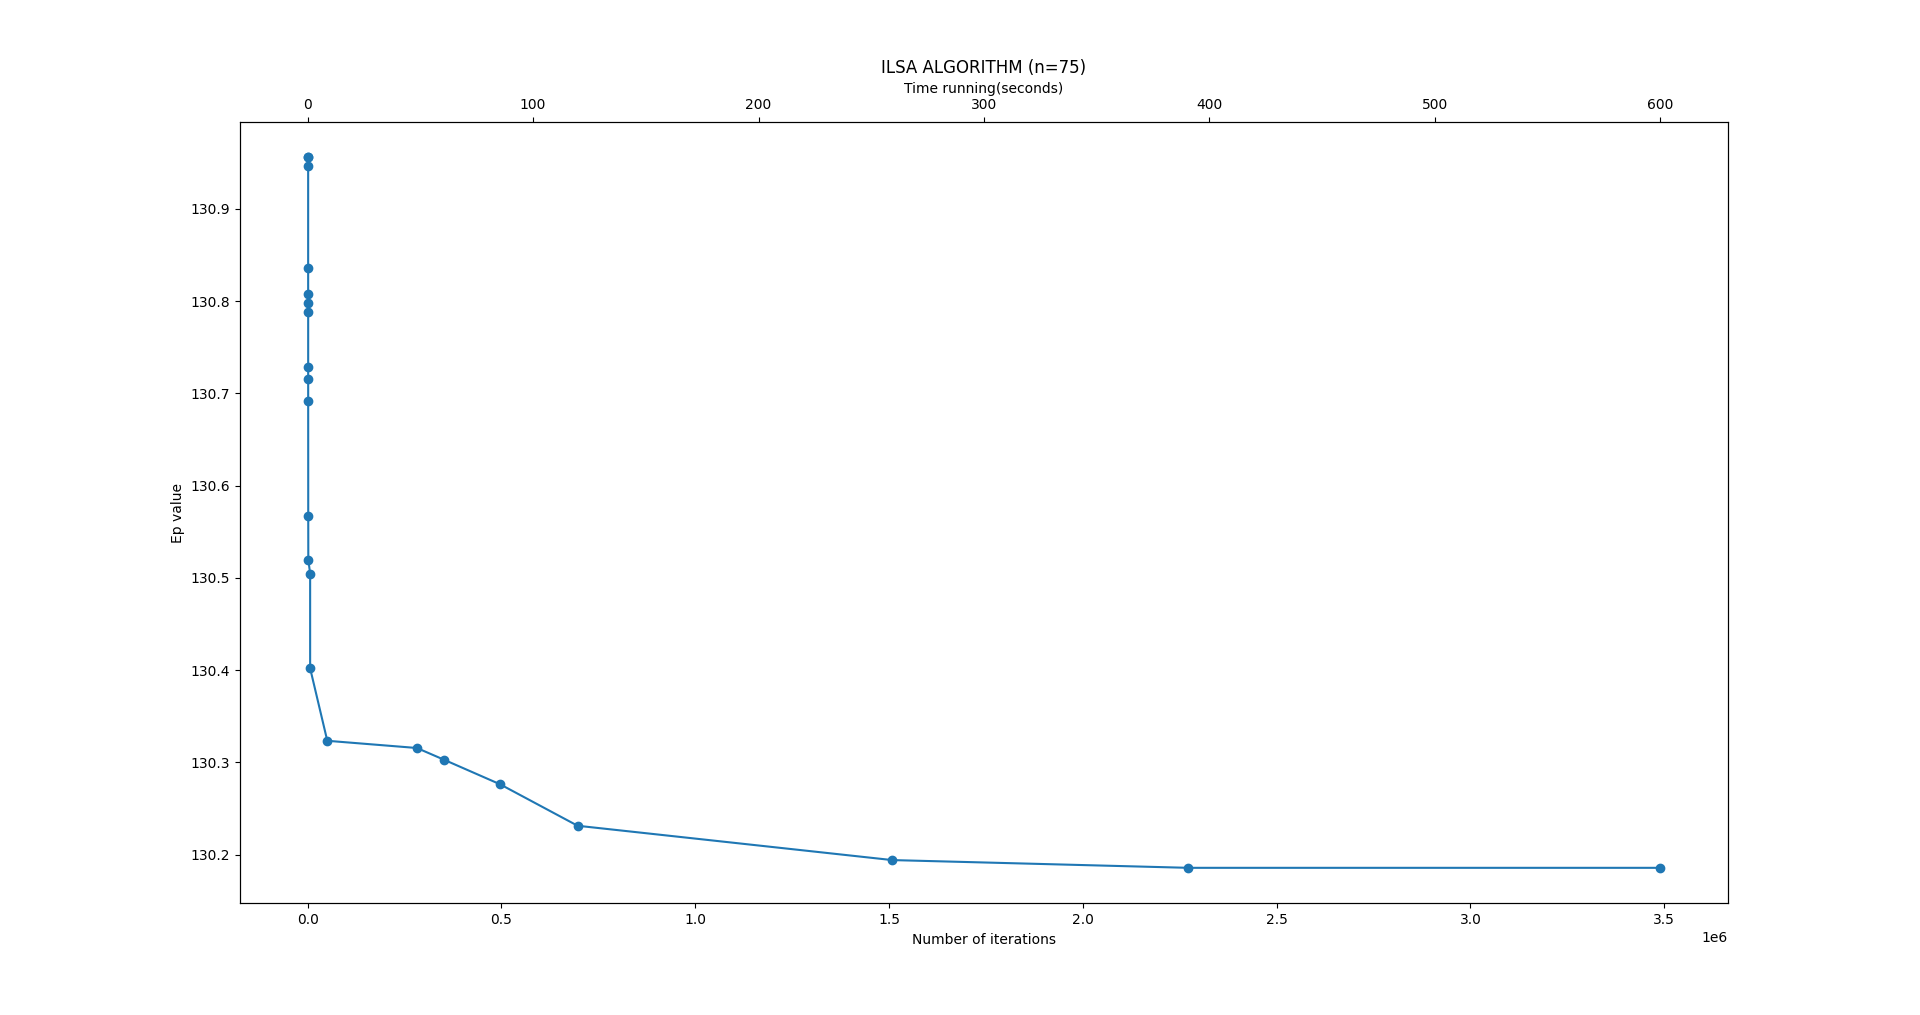 ILSA ALGORITHM (n=75)
Time running(seconds)
0 100 200 300 400 500 600
130.9
130.8
130.7
130.6
130.5
130.4
130.3
130.2
Ep value
0.0 0.5 1.0 1.5 2.0 2.5 3.0 3.5
1e6
Number of iterations